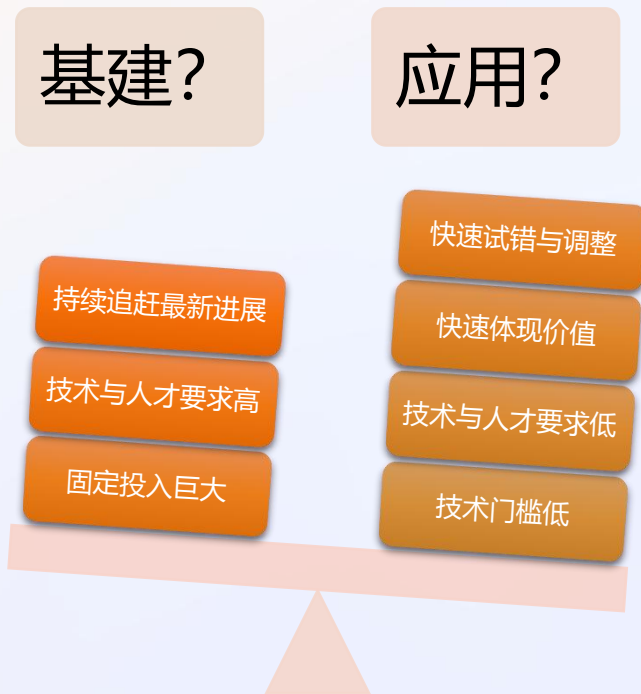 基建？
应用？
持续追赶最新进展
技术与人才要求高
固定投入巨大
快速试错与调整
快速体现价值
技术与人才要求低
技术门槛低